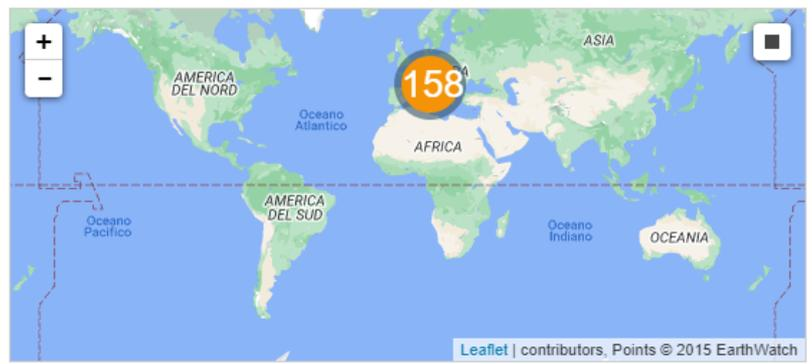 +
−
ASIA
AMERICA
DEL NORD
158
PA
Oceano
Atlantico
AFRICA
AMERICA
DEL SUD
Oceano
Pacifico
Oceano
Indiano
OCEANIA
Leaflet | contributors, Points © 2015 EarthWatch